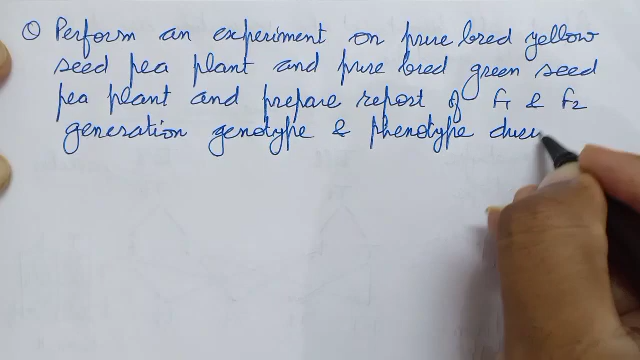 ① Perform an experiment on pure bred yellow
seed pea plant and pure bred green seed
pea plant and prepare report of F₁ & F₂
generation genotype & phenotype